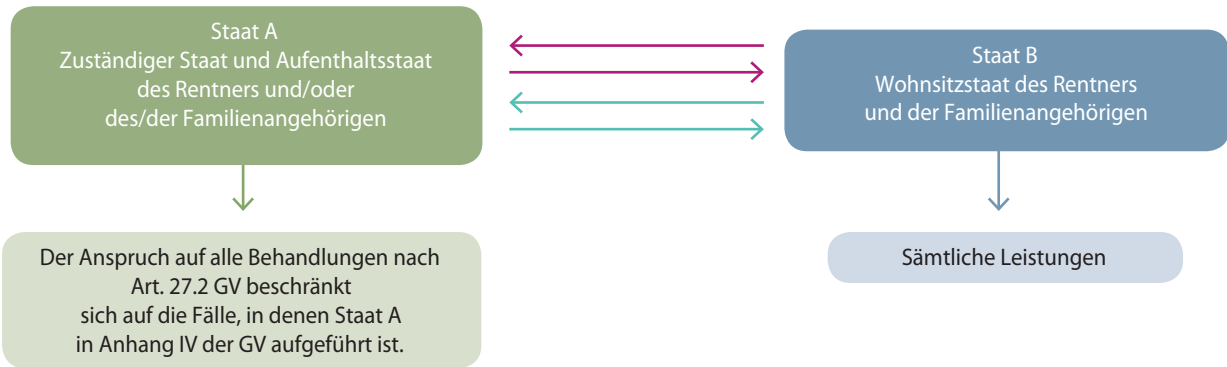 Staat A
Zuständiger Staat und Aufenthaltsstaat
des Rentners und/oder
des/der Familienangehörigen
Staat B
Wohnsitzstaat des Rentners
und der Familienangehörigen
Der Anspruch auf alle Behandlungen nach
Art. 27.2 GV beschränkt
sich auf die Fälle, in denen Staat A
in Anhang IV der GV aufgeführt ist.
Sämtliche Leistungen